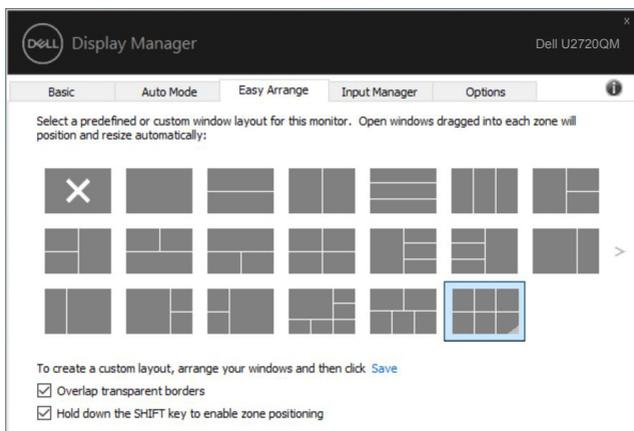 x
DELL Display Manager
Dell U2720QM
Basic Auto Mode Easy Arrange Input Manager Options
Select a predefined or custom window layout for this monitor. Open windows dragged into each zone will
position and resize automatically:
>
To create a custom layout, arrange your windows and then click Save
Overlap transparent borders
Hold down the SHIFT key to enable zone positioning